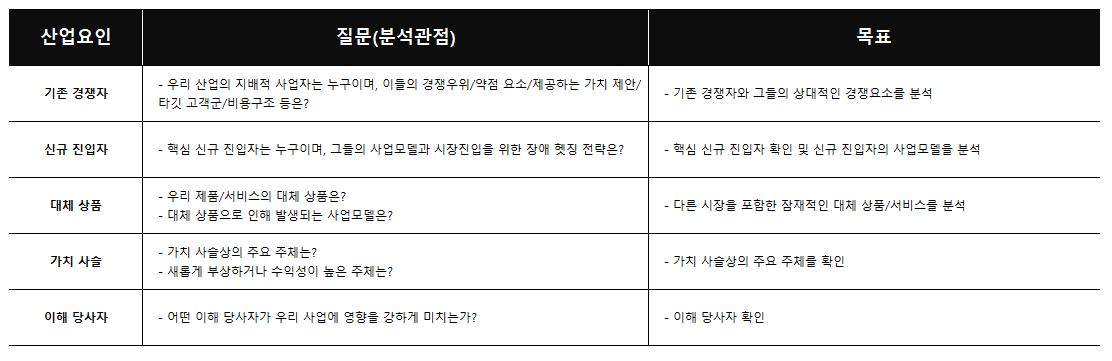 산업요인
질문(분석관점)
목표
기존 경쟁자
- 우리 산업의 지배적 사업자는 누구이며, 이들의 경쟁우위/약점 요소/제공하는 가치 제안/
타깃 고객군/비용구조 등은?
- 기존 경쟁자와 그들의 상대적인 경쟁요소를 분석
신규 진입자
- 핵심 신규 진입자는 누구이며, 그들의 사업모델과 시장진입을 위한 장애 헷징 전략은?
- 핵심 신규 진입자 확인 및 신규 진입자의 사업모델을 분석
대체 상품
- 우리 제품/서비스의 대체 상품은?
- 대체 상품으로 인해 발생되는 사업모델은?
- 다른 시장을 포함한 잠재적인 대체 상품/서비스를 분석
가치 사슬
- 가치 사슬상의 주요 주체는?
- 새롭게 부상하거나 수익성이 높은 주체는?
- 가치 사슬상의 주요 주체를 확인
이해 당사자
- 어떤 이해 당사자가 우리 사업에 영향을 강하게 미치는가?
- 이해 당사자 확인